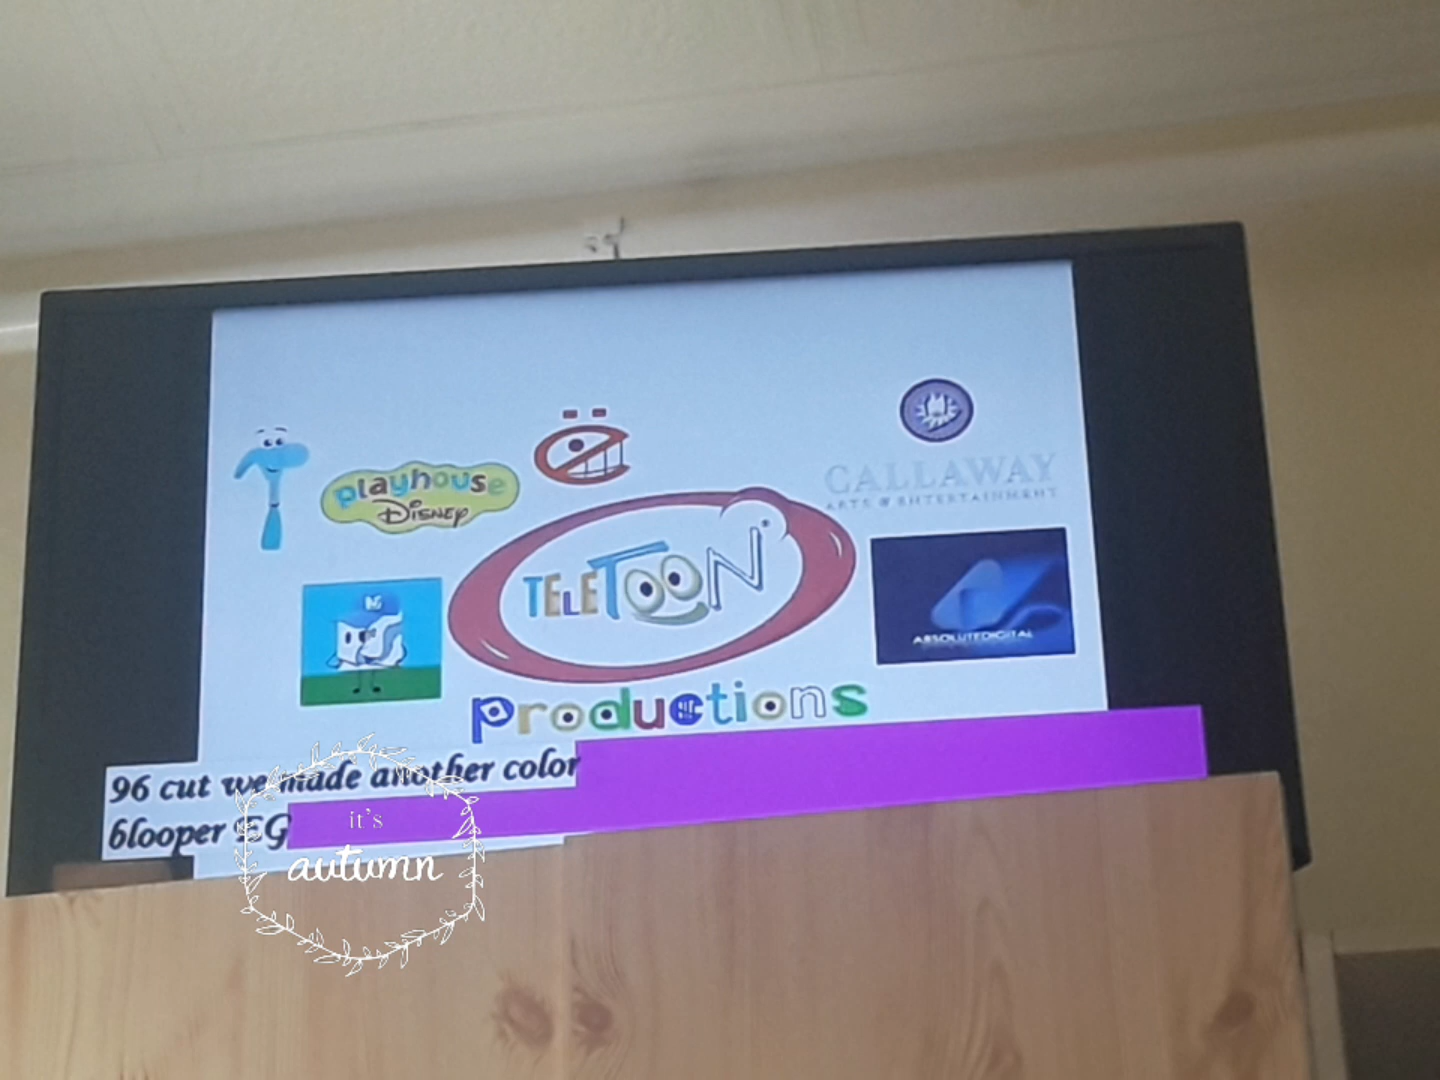 playhouse
Disney
CALLAWAY
ARTS & ENTERTAINMENT
TELETOON
ABSOLUTEDIGITAL
productions
96 cut we made another color
blooper EG
it's
autumn